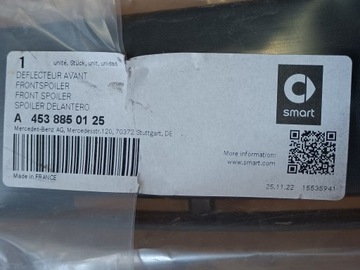 1 unité, Stück, unit, unidad
DEFLECTEUR AVANT
FRONTSPOILER
FRONT SPOILER
SPOILER DELANTERO
A 453 885 01 25
Mercedes-Benz AG, Mercedesstr.120, 70372 Stuttgart, DE
Made in FRANCE
smart
More information:
www.smart.com
25.11.22 15535941